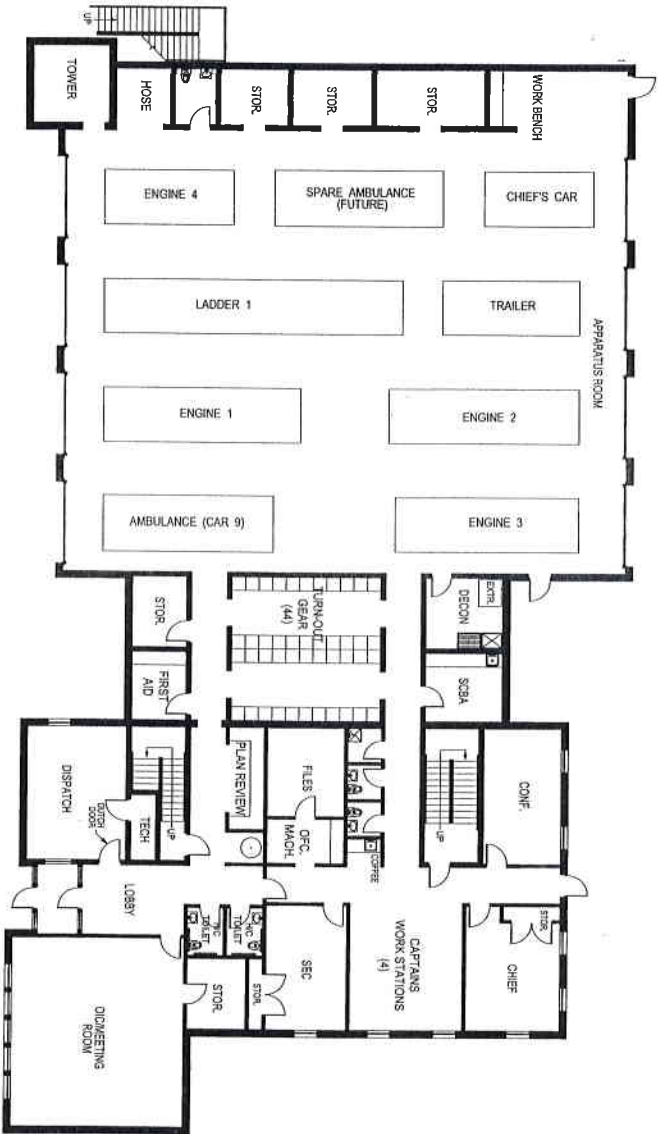 UP
TOWER
HOSE
STOR.
STOR.
STOR.
WORK BENCH
ENGINE 4
SPARE AMBULANCE
(FUTURE)
CHIEF'S CAR
LADDER 1
TRAILER
APPARATUS ROOM
ENGINE 1
ENGINE 2
AMBULANCE (CAR 9)
ENGINE 3
STOR.
TURN-OUT
GEAR
(44)
DECON
EXTR.
FIRST
AID
SCBA
DISPATCH
DUTCH
DOOR
TECH
UP
PLAN REVIEW
FILES
OFC.
MACH.
COFFEE
UP
CONF.
LOBBY
H/C
TOILET
H/C
TOILET
STOR.
STOR.
SEC
CAPTAINS
WORK STATIONS
(4)
STOR.
CHIEF
OIC/MEETING
ROOM